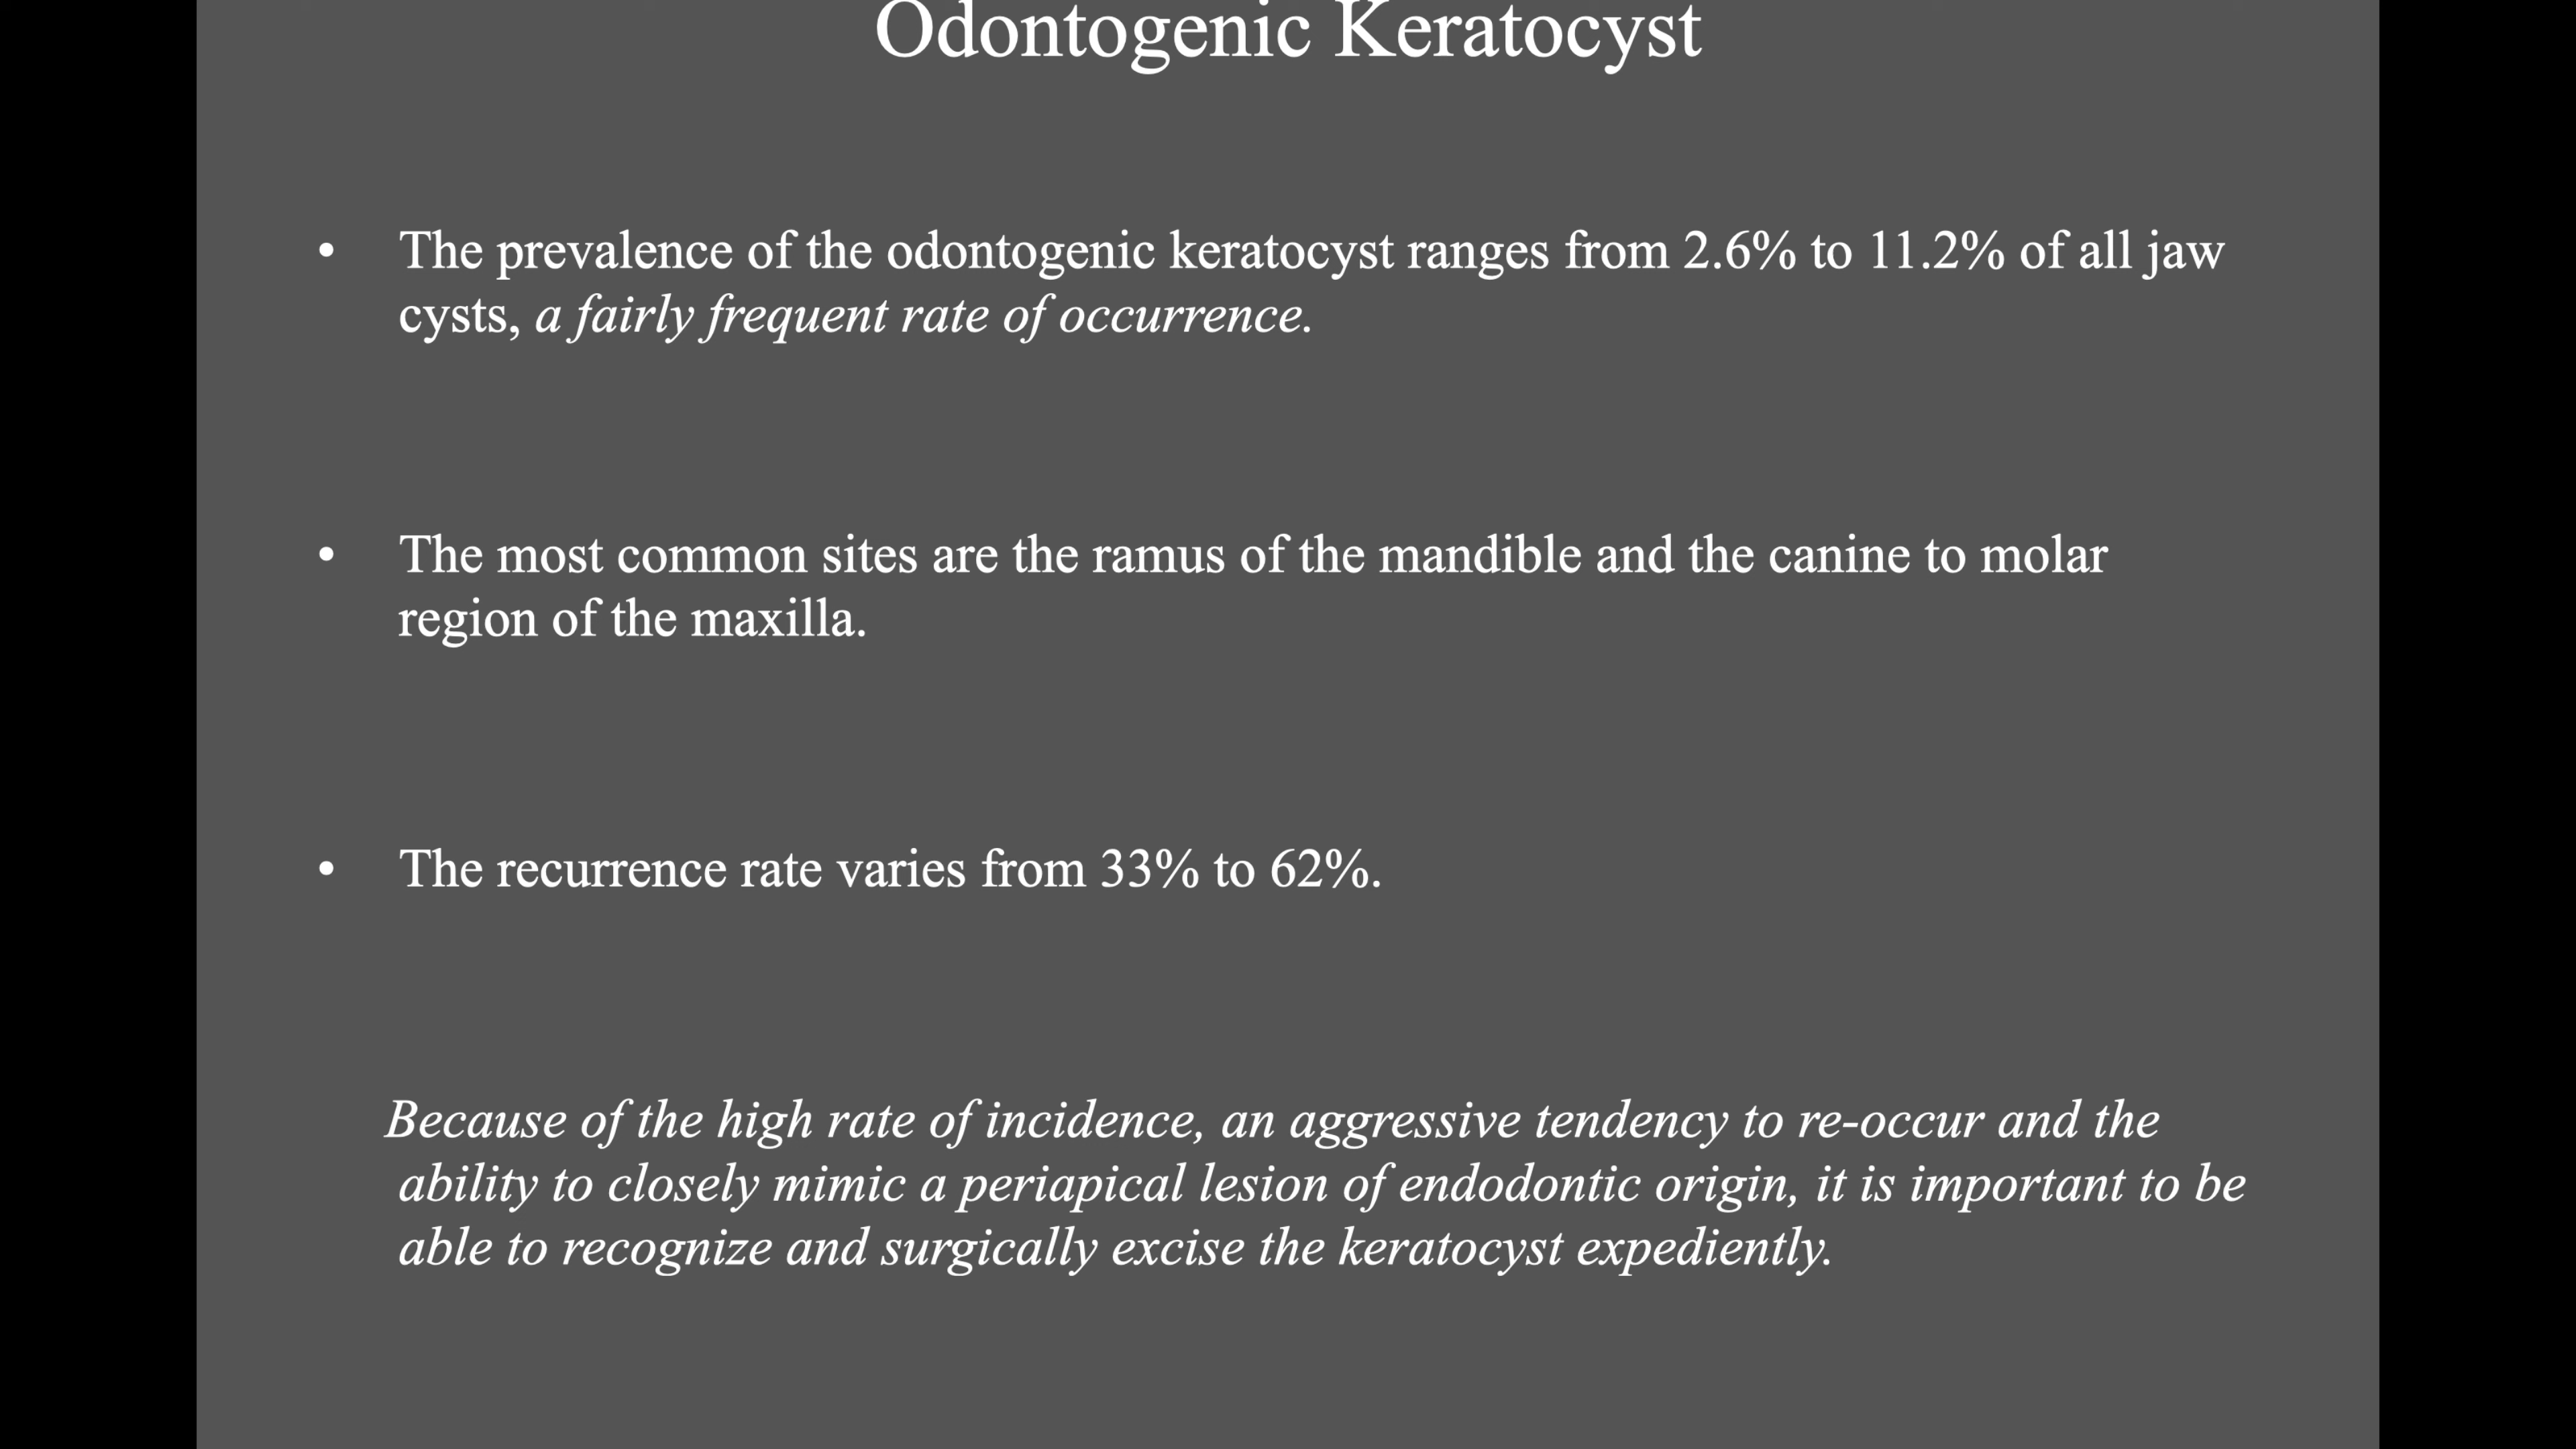 Odontogenic Keratocyst
• The prevalence of the odontogenic keratocyst ranges from 2.6% to 11.2% of all jaw
cysts, a fairly frequent rate of occurrence.
• The most common sites are the ramus of the mandible and the canine to molar
region of the maxilla.
• The recurrence rate varies from 33% to 62%.
Because of the high rate of incidence, an aggressive tendency to re-occur and the
ability to closely mimic a periapical lesion of endodontic origin, it is important to be
able to recognize and surgically excise the keratocyst expediently.